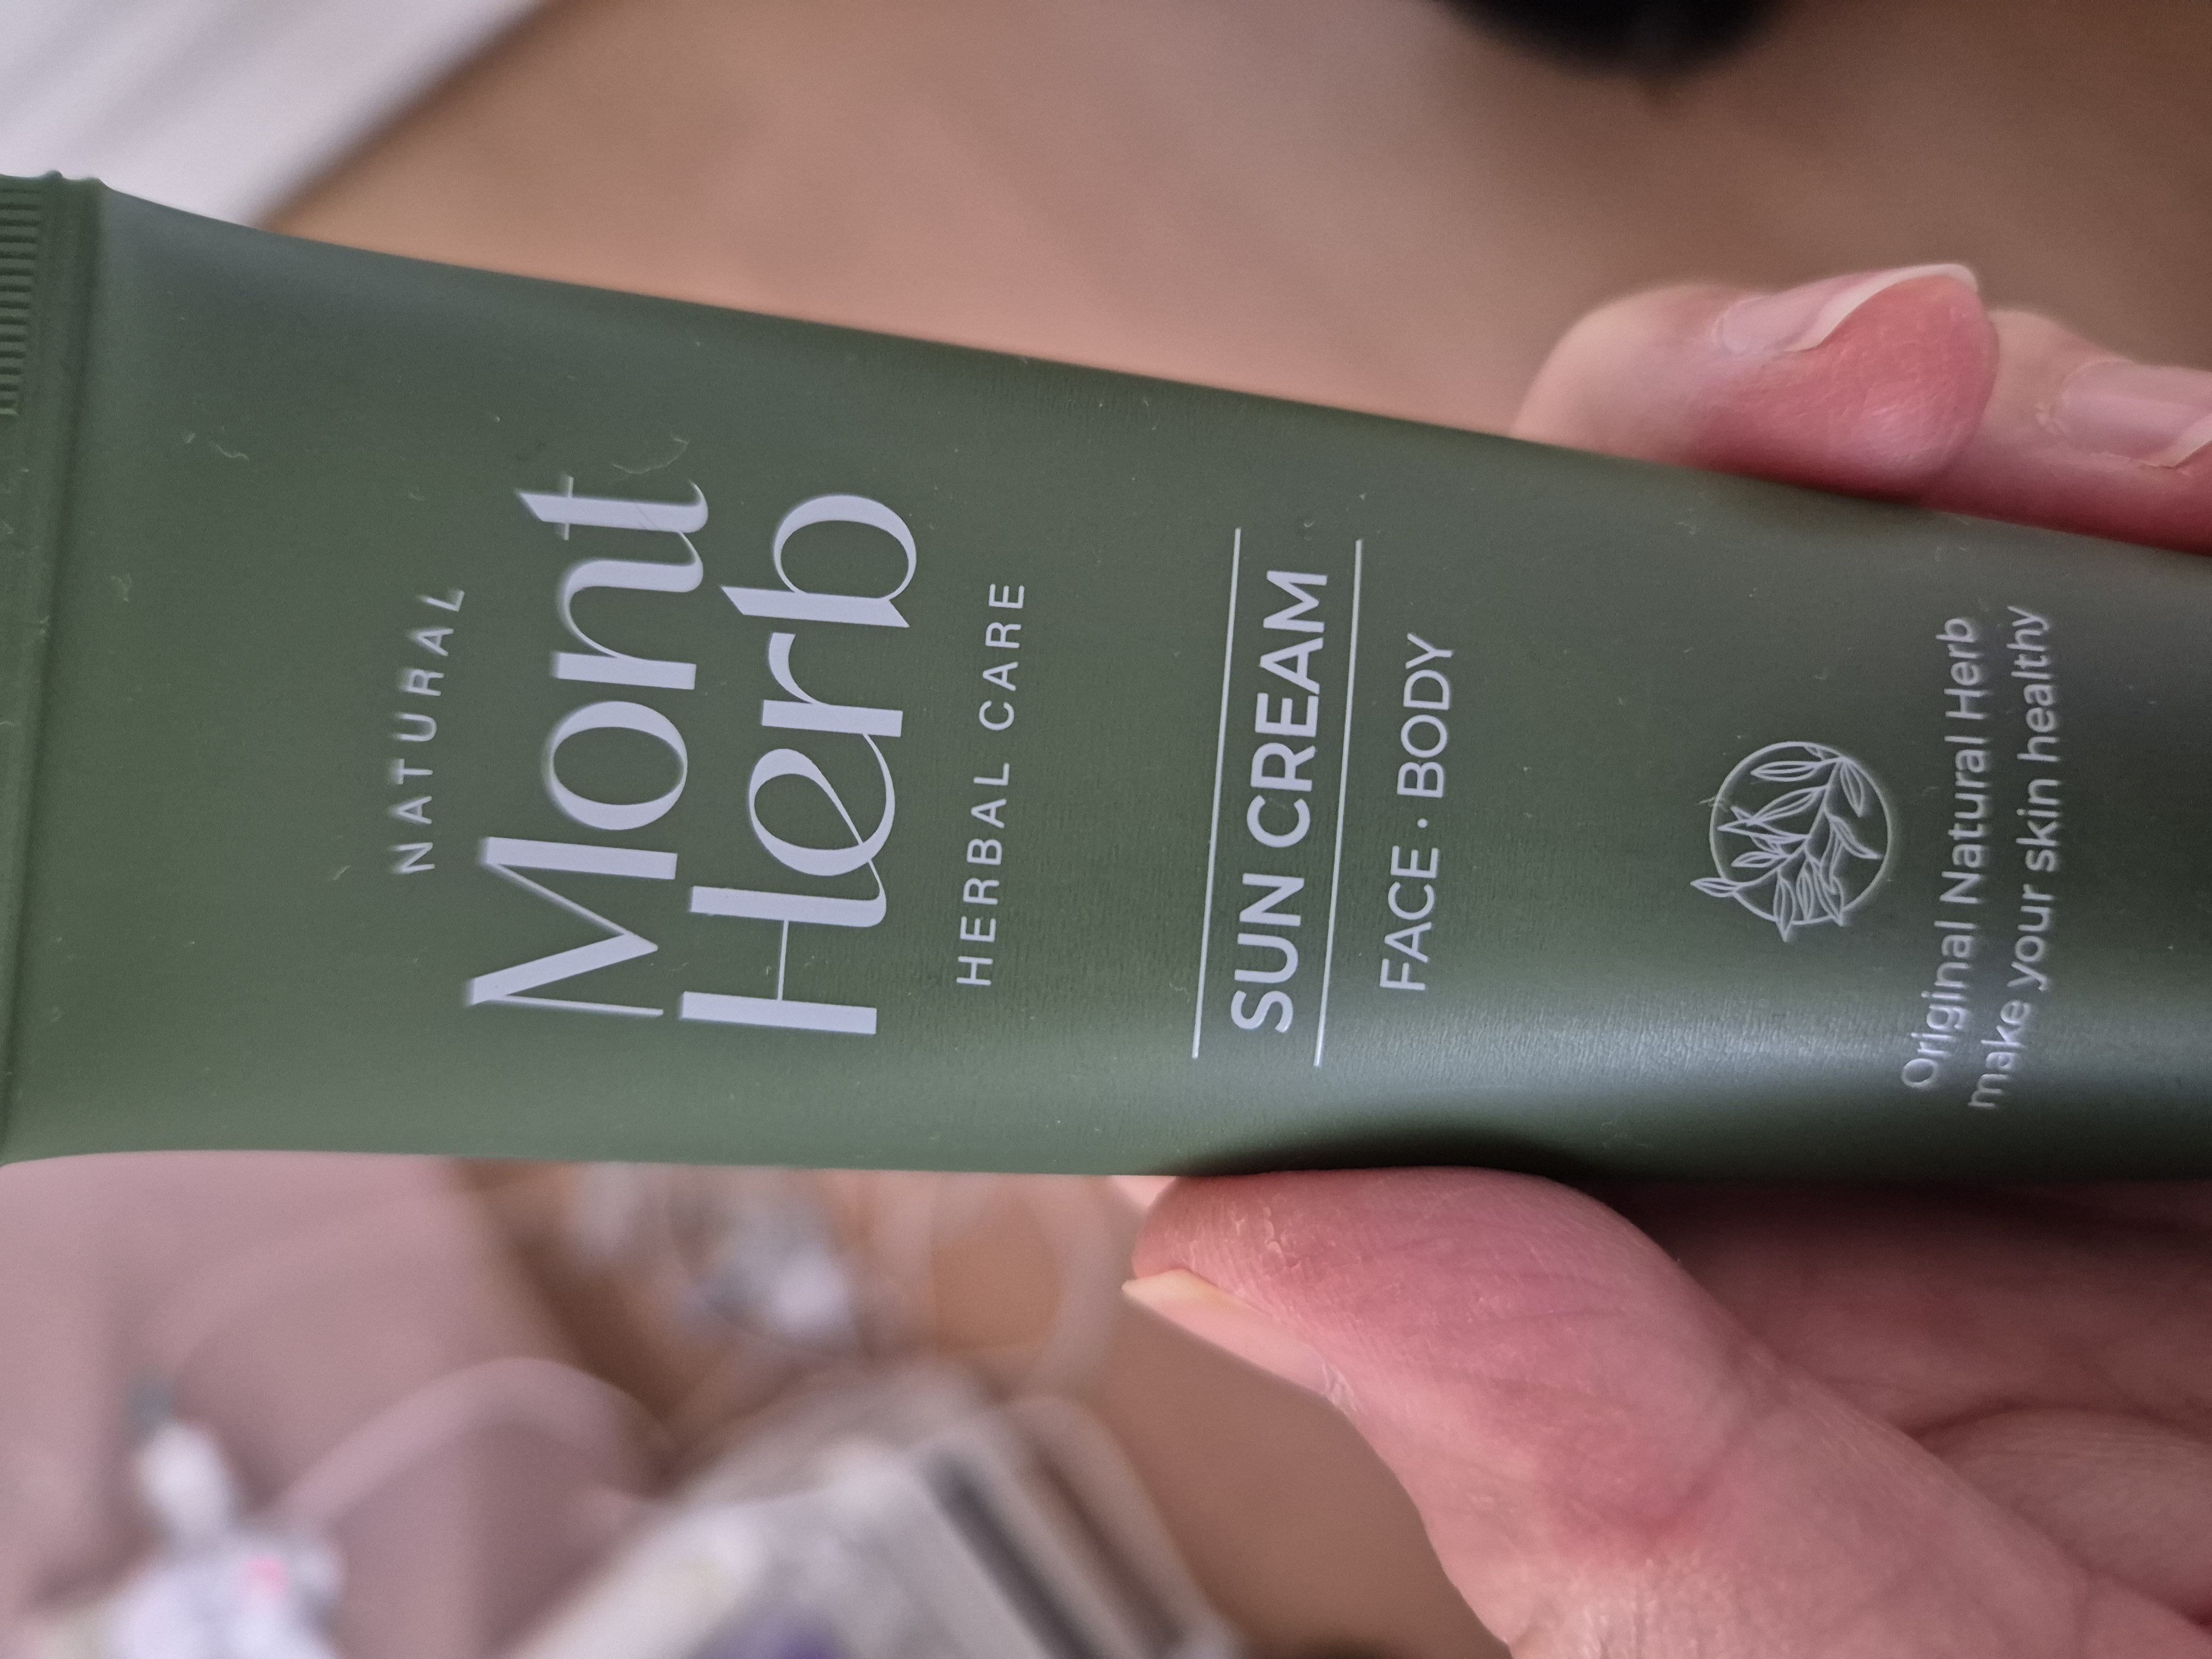 NATURAL
Mont
Herb
HERBAL CARE
SUN CREAM
FACE · BODY
Original Natural Herb
make your skin healthy